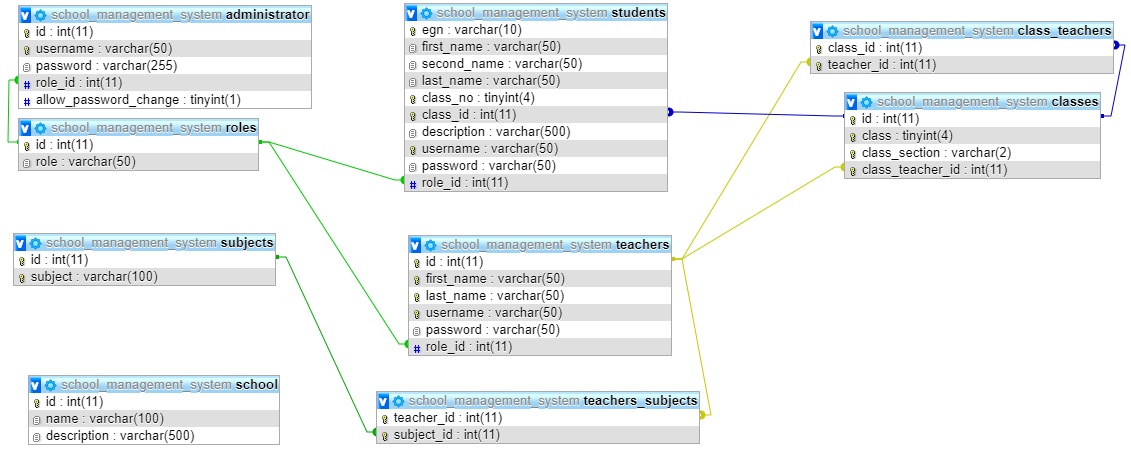 school_management_system administrator
id : int(11)
username : varchar(50)
password : varchar(255)
role_id : int(11)
allow_password_change : tinyint(1)
school_management_system roles
id : int(11)
role : varchar(50)
school_management_system subjects
id : int(11)
subject : varchar(100)
school_management_system school
id : int(11)
name : varchar(100)
description : varchar(500)
school_management_system students
egn : varchar(10)
first_name : varchar(50)
second_name : varchar(50)
last_name : varchar(50)
class_no : tinyint(4)
class_id : int(11)
description : varchar(500)
username : varchar(50)
password : varchar(50)
role_id : int(11)
school_management_system teachers
id : int(11)
first_name : varchar(50)
last_name : varchar(50)
username : varchar(50)
password : varchar(50)
role_id : int(11)
school_management_system teachers_subjects
teacher_id : int(11)
subject_id : int(11)
school_management_system class_teachers
class_id : int(11)
teacher_id : int(11)
school_management_system classes
id : int(11)
class : tinyint(4)
class_section : varchar(2)
class_teacher_id : int(11)